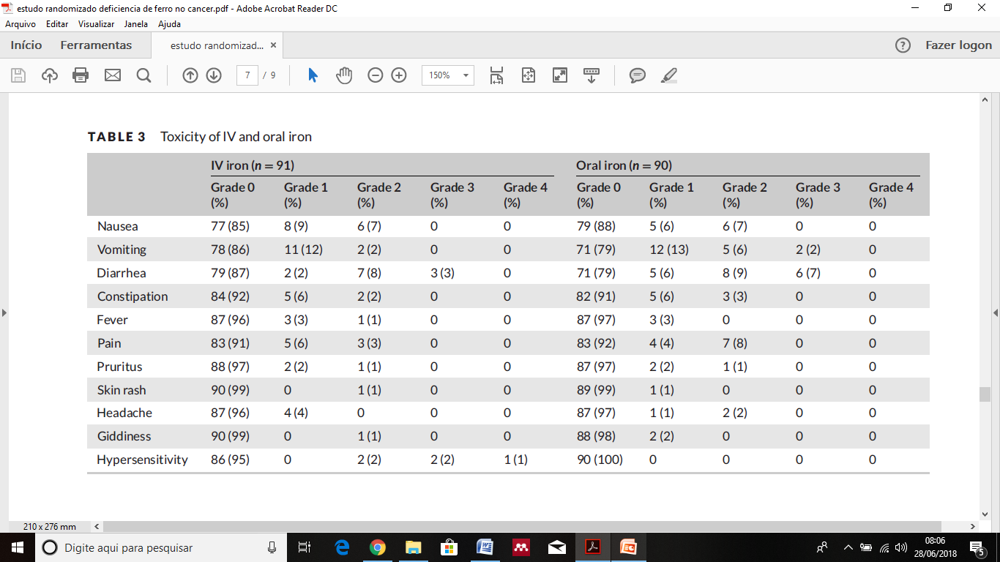 estudo randomizado deficiencia de ferro no cancer.pdf - Adobe Acrobat Reader DC
Arquivo Editar Visualizar Janela Ajuda
Início Ferramentas estudo randomizad... × ? Fazer logon
7 / 9 150%
TABLE 3 Toxicity of IV and oral iron
IV iron (n = 91) Oral iron (n = 90)
Grade 0 Grade 1 Grade 2 Grade 3 Grade 4 Grade 0 Grade 1 Grade 2 Grade 3 Grade 4
(%) (%) (%) (%) (%) (%) (%) (%) (%) (%)
Nausea 77 (85) 8 (9) 6 (7) 0 0 79 (88) 5 (6) 6 (7) 0 0
Vomiting 78 (86) 11 (12) 2 (2) 0 0 71 (79) 12 (13) 5 (6) 2 (2) 0
Diarrhea 79 (87) 2 (2) 7 (8) 3 (3) 0 71 (79) 5 (6) 8 (9) 6 (7) 0
Constipation 84 (92) 5 (6) 2 (2) 0 0 82 (91) 5 (6) 3 (3) 0 0
Fever 87 (96) 3 (3) 1 (1) 0 0 87 (97) 3 (3) 0 0 0
Pain 83 (91) 5 (6) 3 (3) 0 0 83 (92) 4 (4) 7 (8) 0 0
Pruritus 88 (97) 2 (2) 1 (1) 0 0 87 (97) 2 (2) 1 (1) 0 0
Skin rash 90 (99) 0 1 (1) 0 0 89 (99) 1 (1) 0 0 0
Headache 87 (96) 4 (4) 0 0 0 87 (97) 1 (1) 2 (2) 0 0
Giddiness 90 (99) 0 1 (1) 0 0 88 (98) 2 (2) 0 0 0
Hypersensitivity 86 (95) 0 2 (2) 2 (2) 1 (1) 90 (100) 0 0 0 0
210 x 276 mm
Digite aqui para pesquisar 08:06
28/06/2018 5